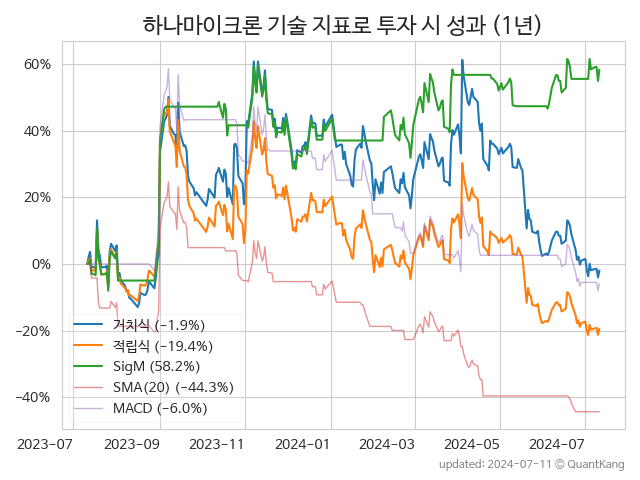 하나마이크론 기술 지표로 투자 시 성과 (1년)
60%
40%
20%
0%
−20%
−40%
거치식 (−1.9%)
적립식 (−19.4%)
SigM (58.2%)
SMA(20) (−44.3%)
MACD (−6.0%)
2023-07
2023-09
2023-11
2024-01
2024-03
2024-05
2024-07
updated: 2024-07-11 © QuantKang